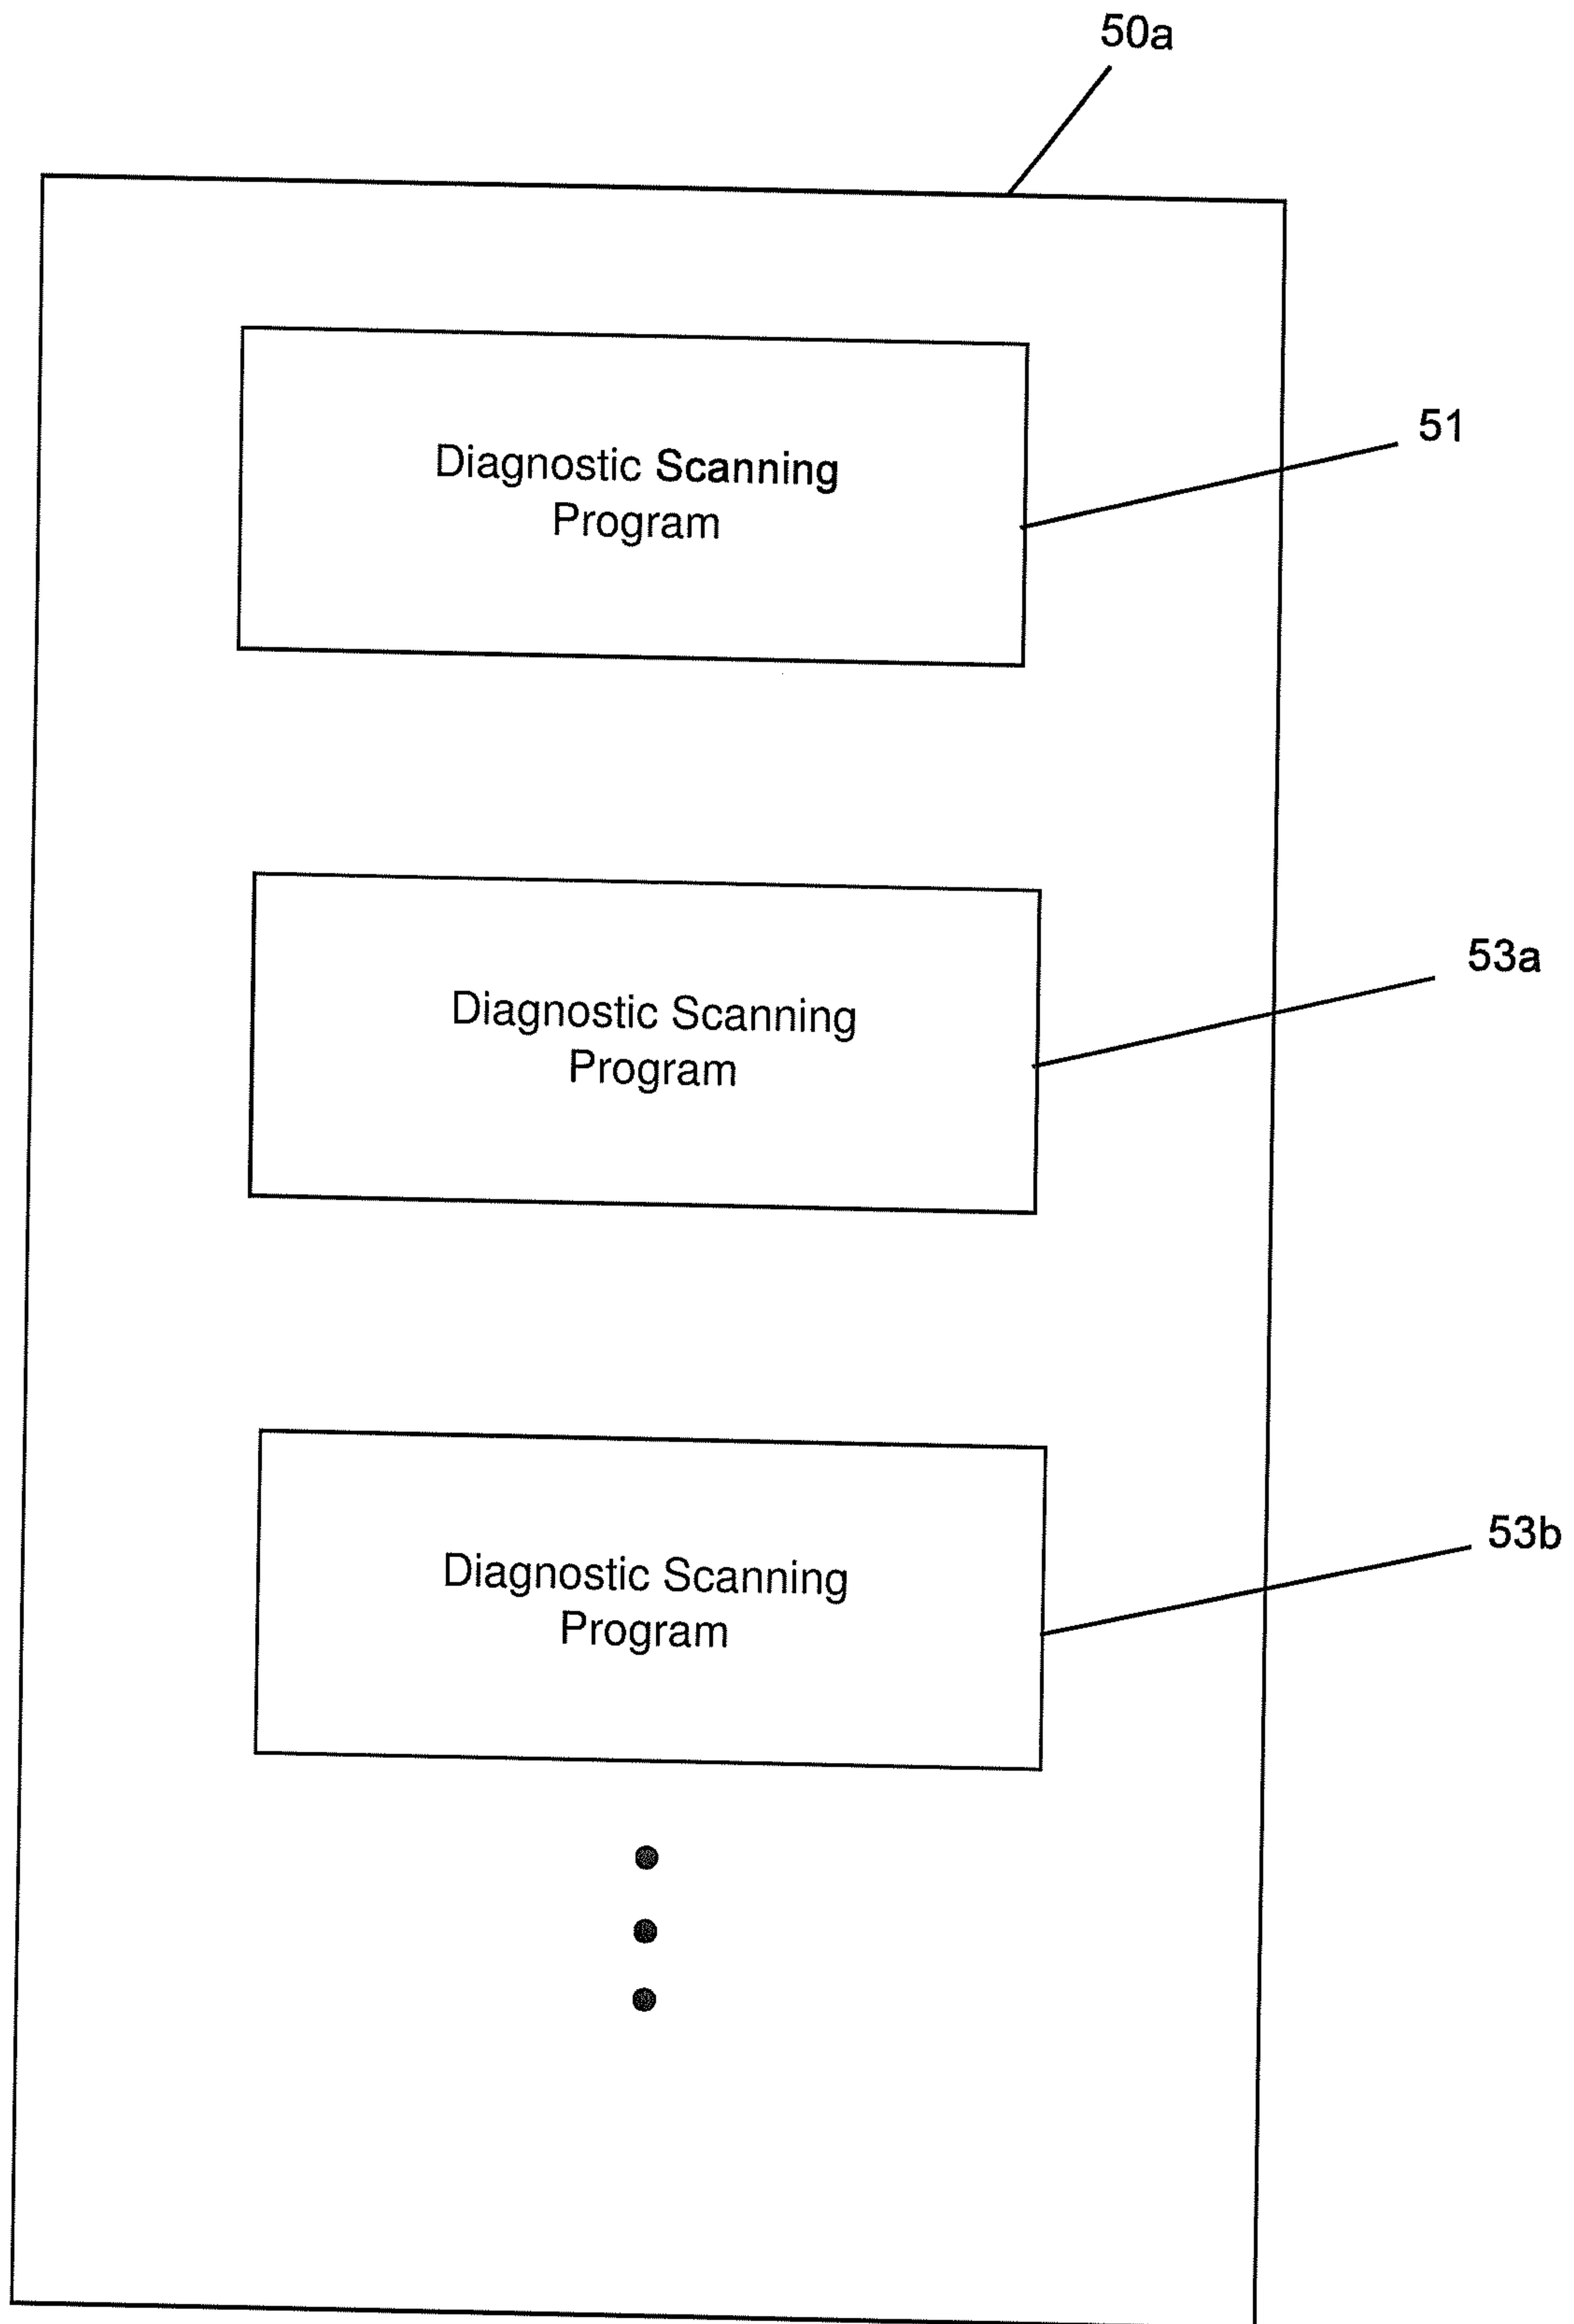 50a
Diagnostic Scanning
Program
51
Diagnostic Scanning
Program
53a
Diagnostic Scanning
Program
53b